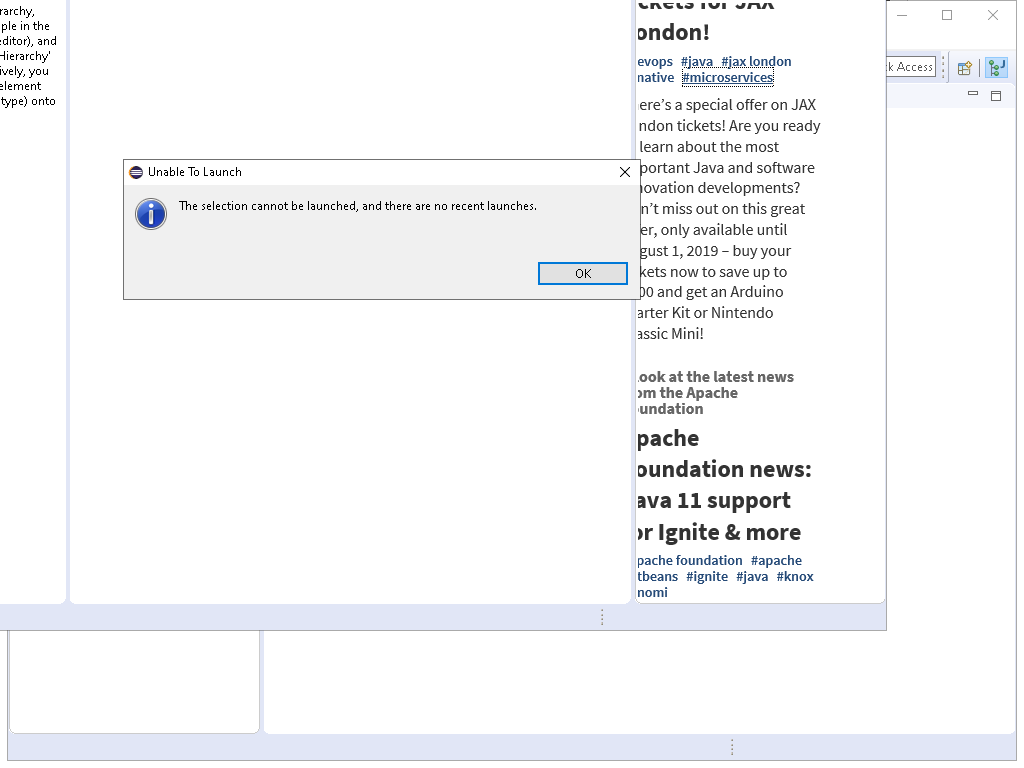 rarchy,
ple in the
editor), and
Hierarchy'
ively, you
element
type) onto
Unable To Launch
The selection cannot be launched, and there are no recent launches.
OK
ckets for JAX
ondon!
evops #java #jax london
native #microservices
ere's a special offer on JAX
ndon tickets! Are you ready
learn about the most
portant Java and software
novation developments?
n't miss out on this great
er, only available until
gust 1, 2019 – buy your
kets now to save up to
00 and get an Arduino
arter Kit or Nintendo
assic Mini!
ook at the latest news
om the Apache
undation
pache
oundation news:
ava 11 support
or Ignite & more
pache foundation #apache
tbeans #ignite #java #knox
nomi
k Access